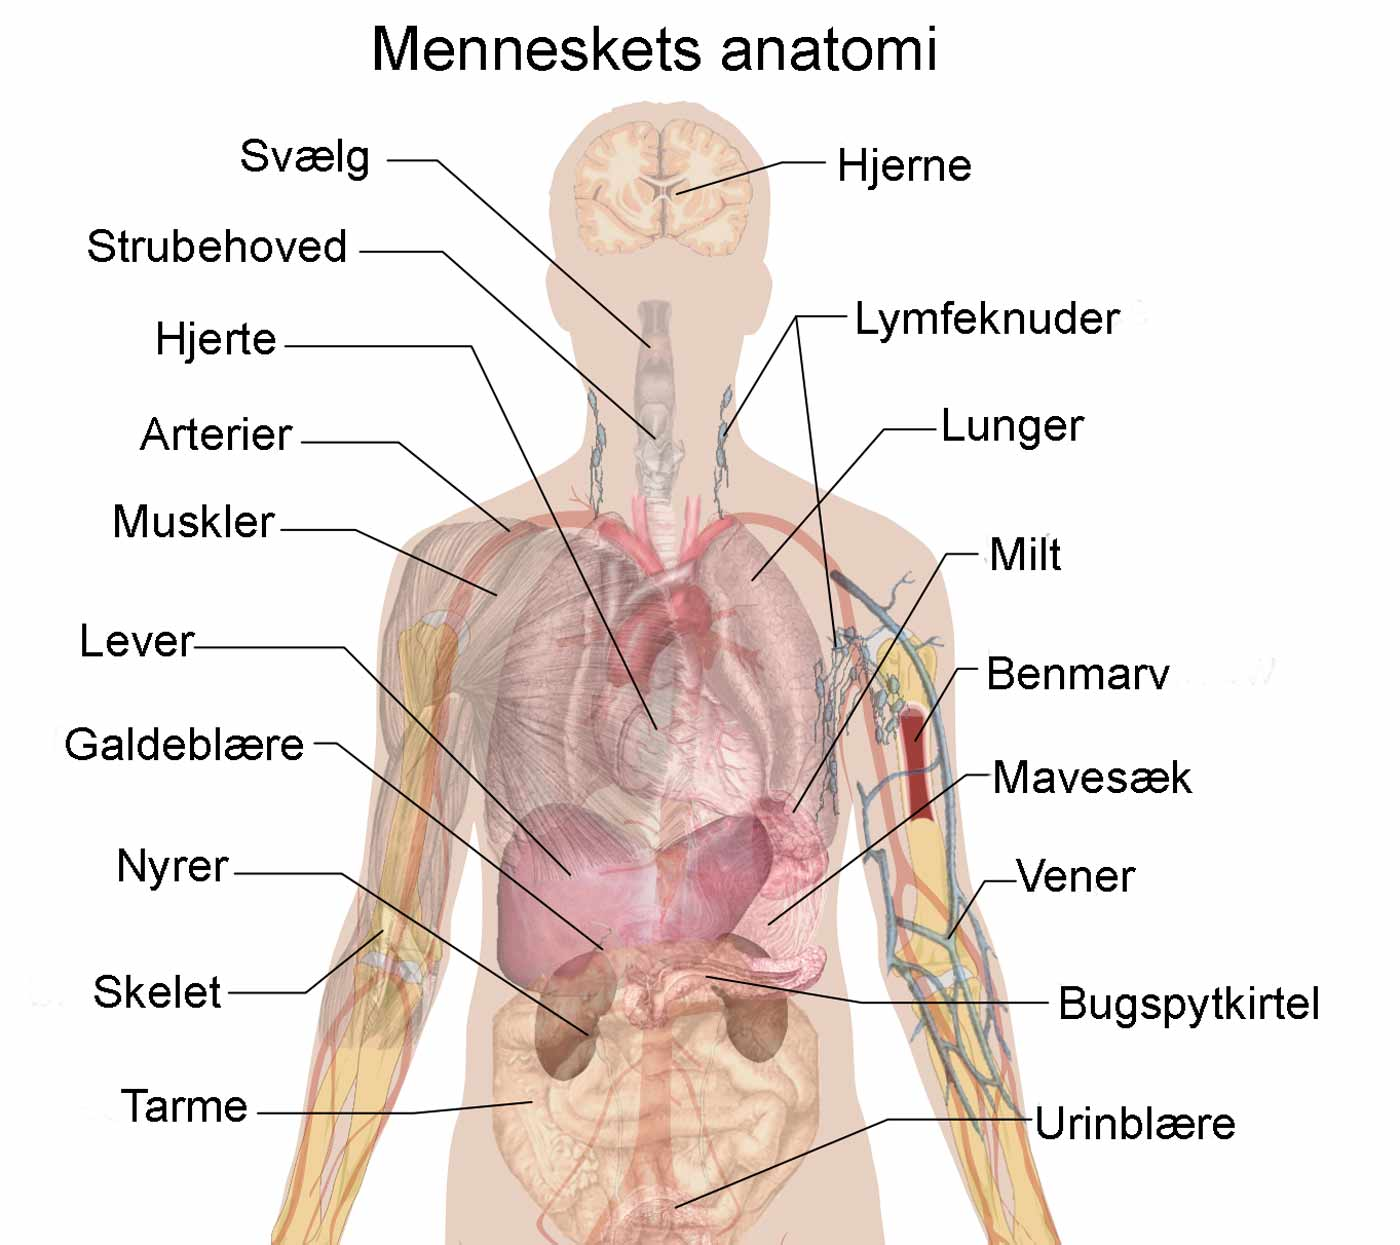 Menneskets anatomi
Svælg
Strubehoved
Hjerte
Arterier
Muskler
Lever
Galdeblære
Nyrer
Skelet
Tarme
Hjerne
Lymfeknuder
Lunger
Milt
Benmarv
Mavesæk
Vener
Bugspytkirtel
Urinblære